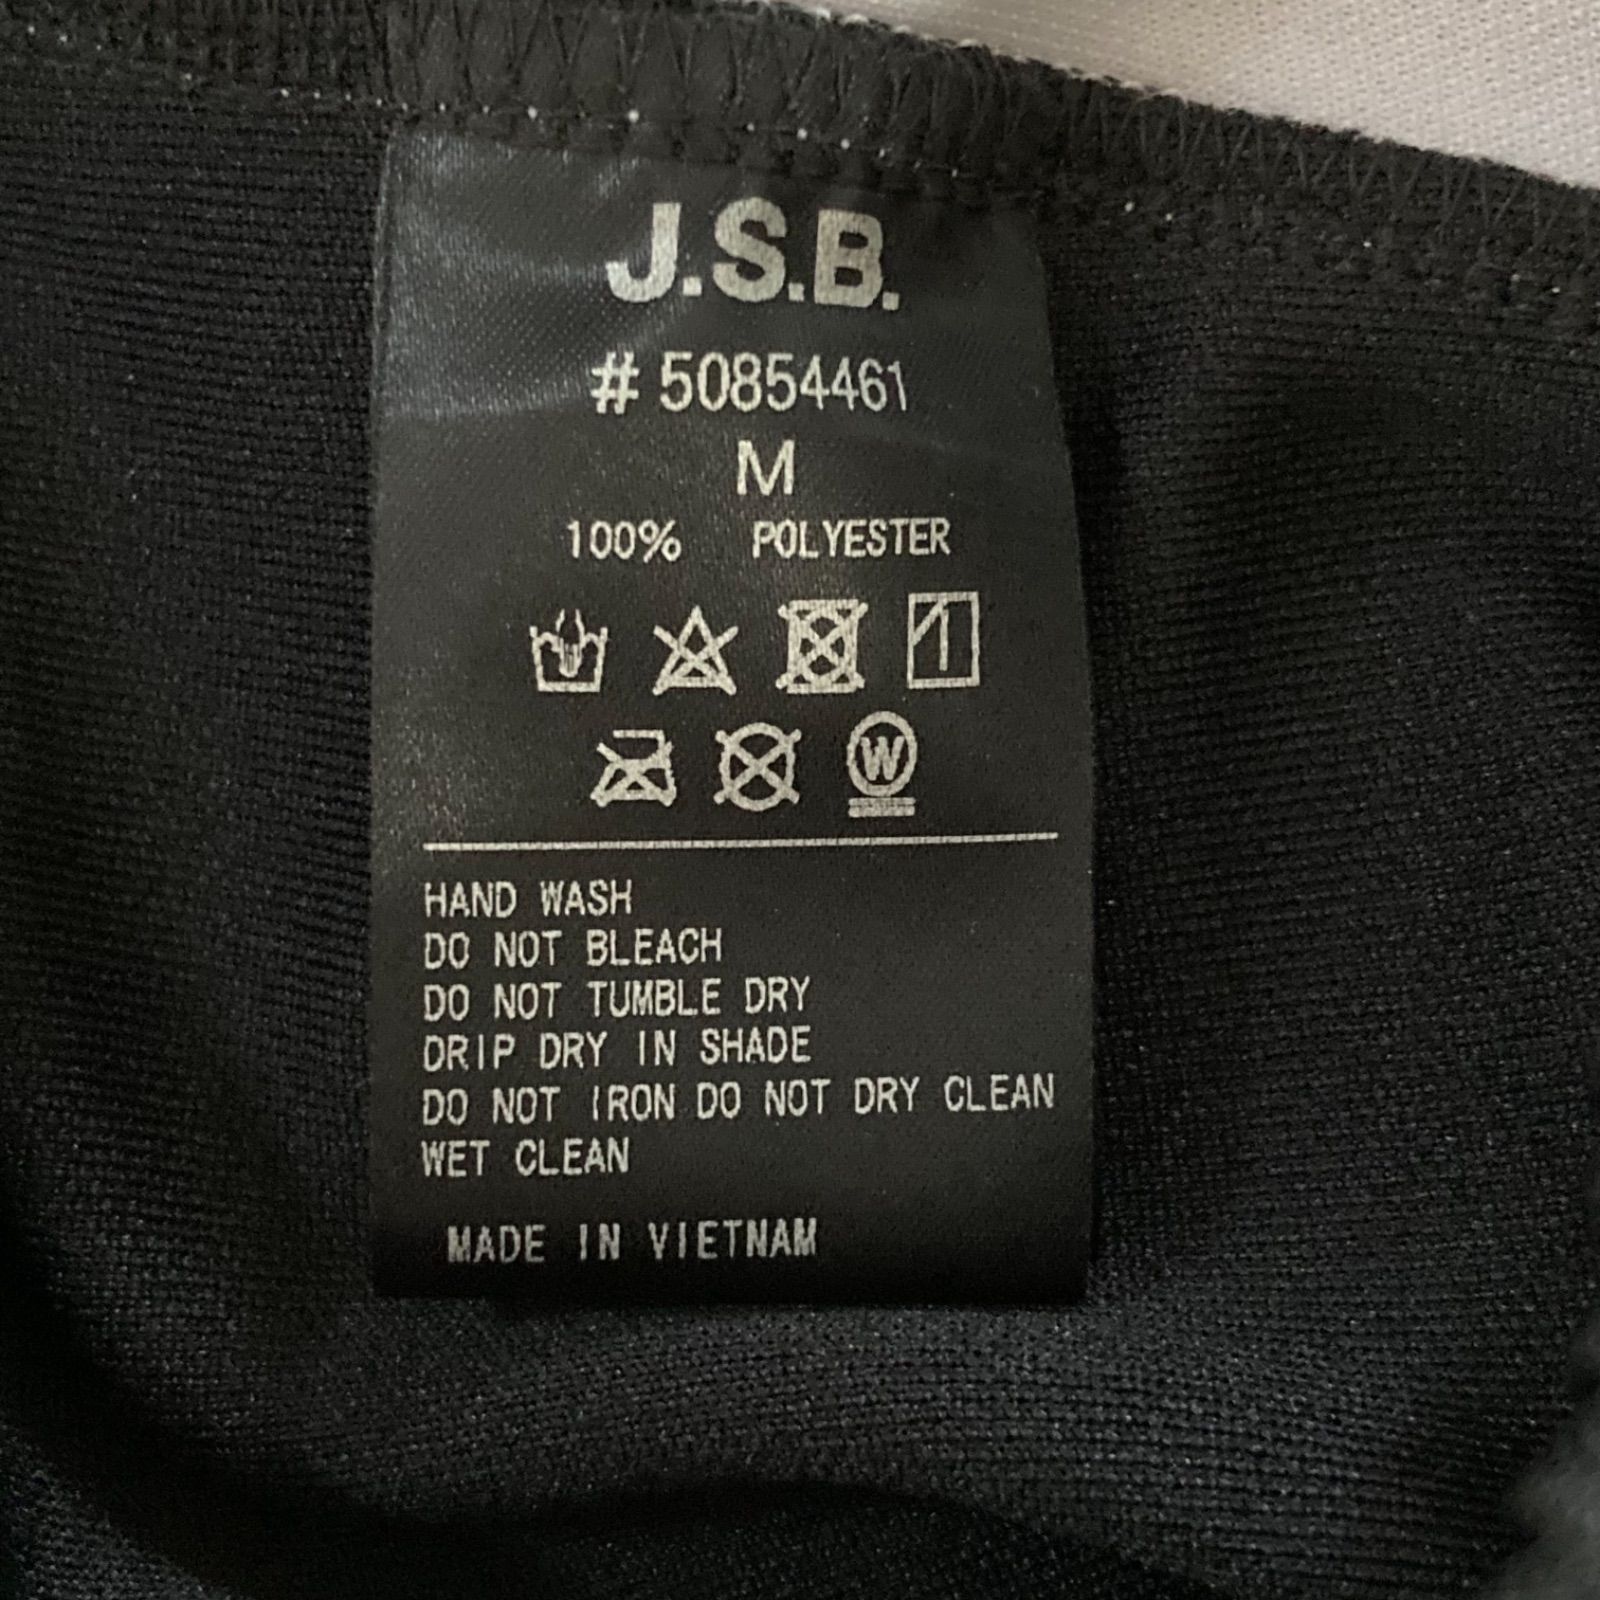 J.S.B.
# 50854461
M
100% POLYESTER
W
HAND WASH
DO NOT BLEACH
DO NOT TUMBLE DRY
DRIP DRY IN SHADE
DO NOT IRON DO NOT DRY CLEAN
WET CLEAN
MADE IN VIETNAM